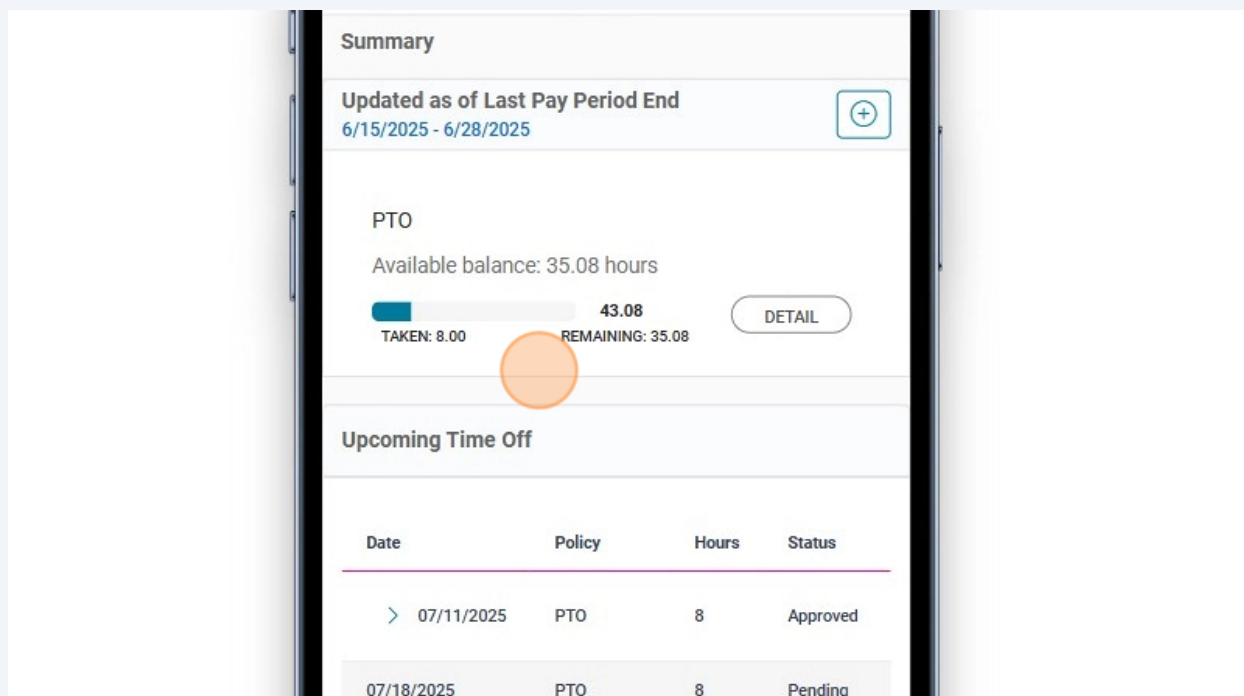 Summary
Updated as of Last Pay Period End
6/15/2025 - 6/28/2025
PTO
Available balance: 35.08 hours
43.08
DETAIL
TAKEN: 8.00 REMAINING: 35.08
Upcoming Time Off
Date Policy Hours Status
07/11/2025 PTO 8 Approved
07/18/2025 PTO 8 Pending